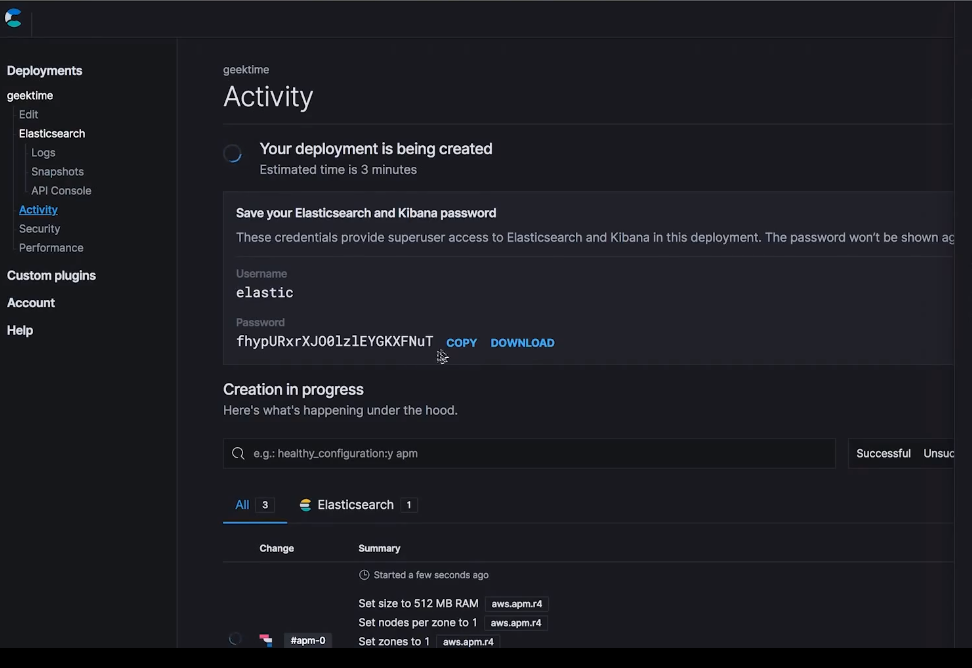 Deployments
geektime
Edit
Elasticsearch
Logs
Snapshots
API Console
Activity
Security
Performance
Custom plugins
Account
Help
geektime
Activity
Your deployment is being created
Estimated time is 3 minutes
Save your Elasticsearch and Kibana password
These credentials provide superuser access to Elasticsearch and Kibana in this deployment. The password won't be shown ag
Username
elastic
Password
fhypURxrXJO0lzlEYGKXFNuT COPY DOWNLOAD
Creation in progress
Here's what's happening under the hood.
e.g.: healthy_configuration:y apm
Successful Unsuc
All 3 Elasticsearch 1
Change Summary
Started a few seconds ago
Set size to 512 MB RAM aws.apm.r4
Set nodes per zone to 1 aws.apm.r4
#apm-0 Set zones to 1 aws.apm.r4